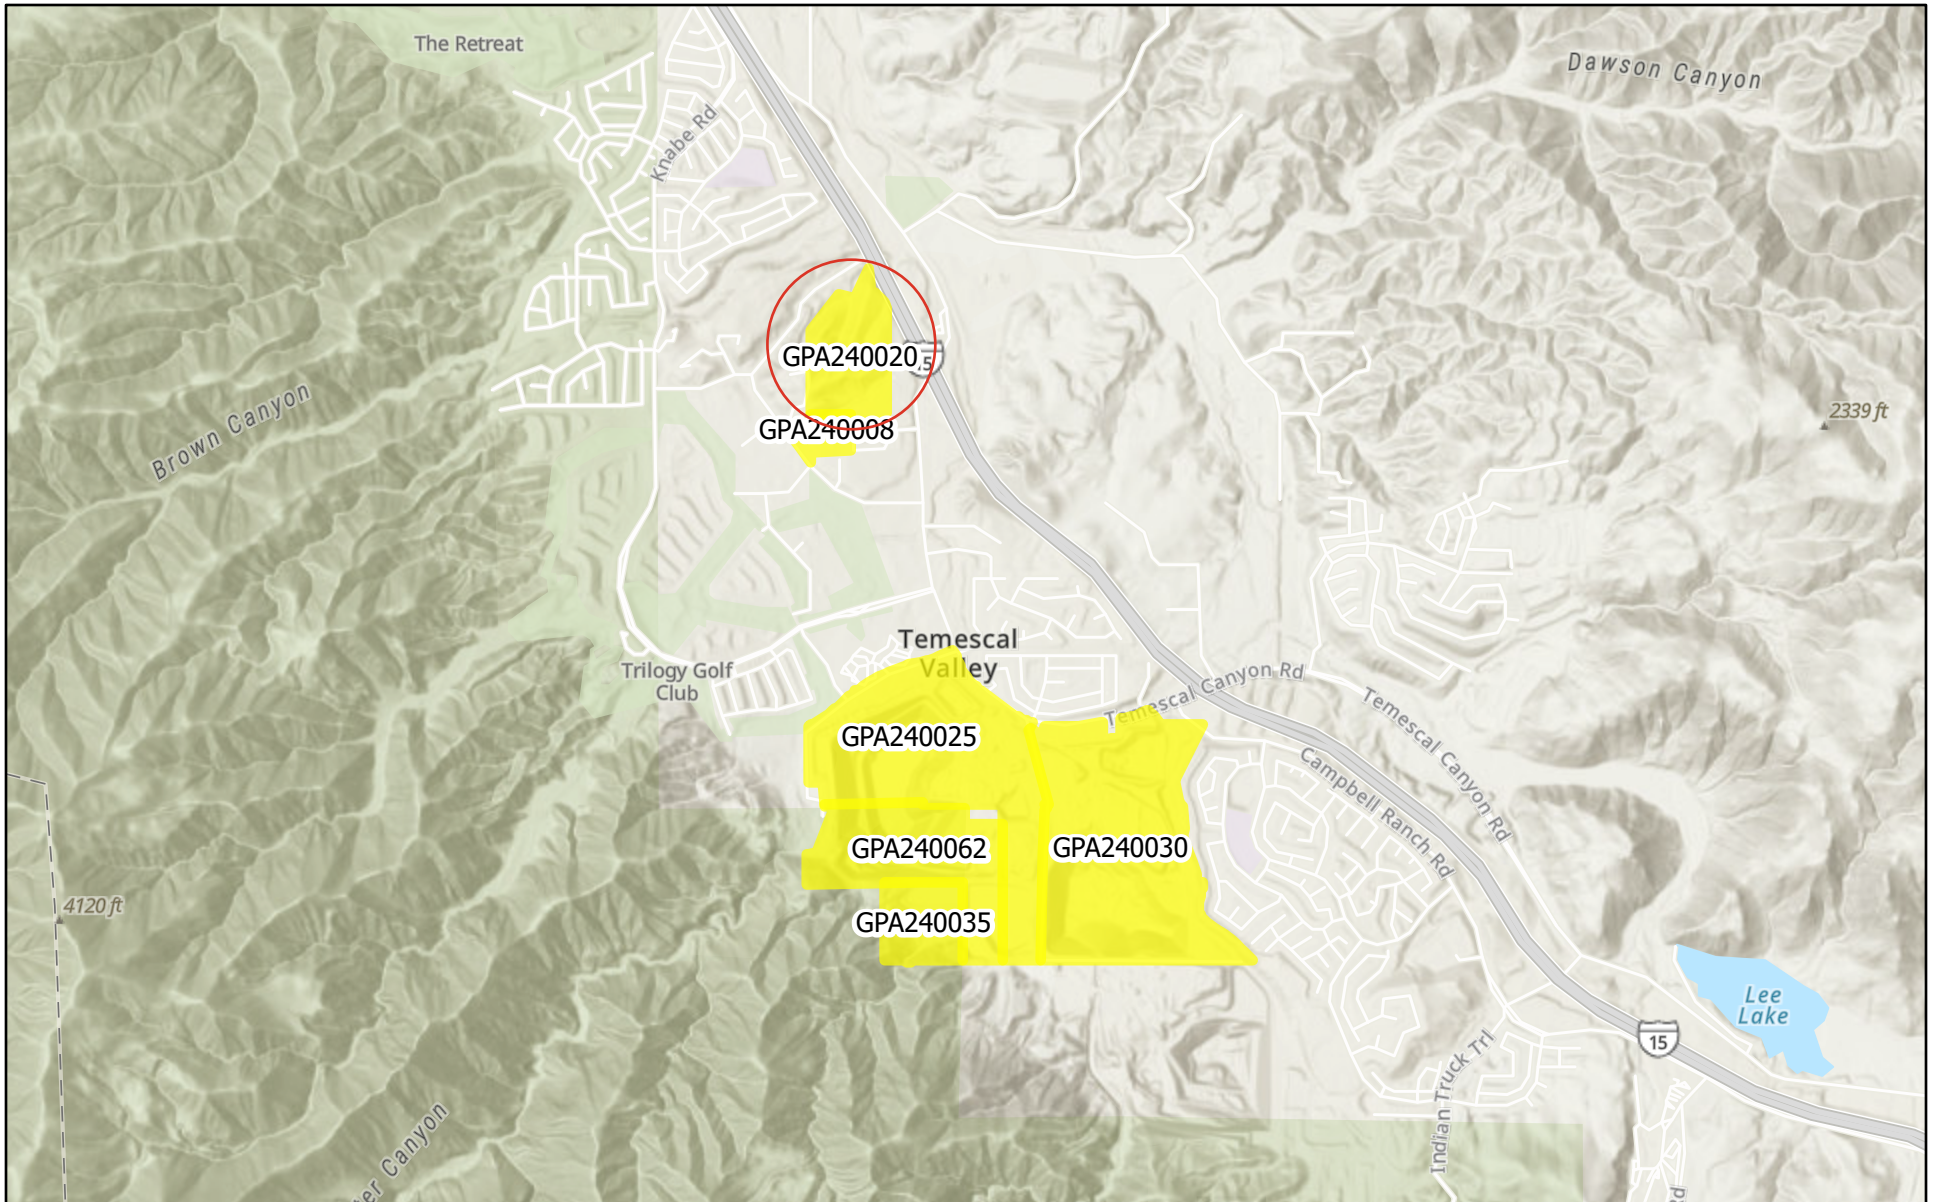 The Retreat
Dawson Canyon
Knabe Rd
GPA240020
GPA240008
Brown Canyon
2339 ft
Temescal
Valley
Trilogy Golf
Club
Temescal Canyon Rd
Temescal Canyon Rd
GPA240025
Campbell Ranch Rd
GPA240062
GPA240030
4120 ft
GPA240035
Lee
Lake
15
Indian Truck Trl
Canyon